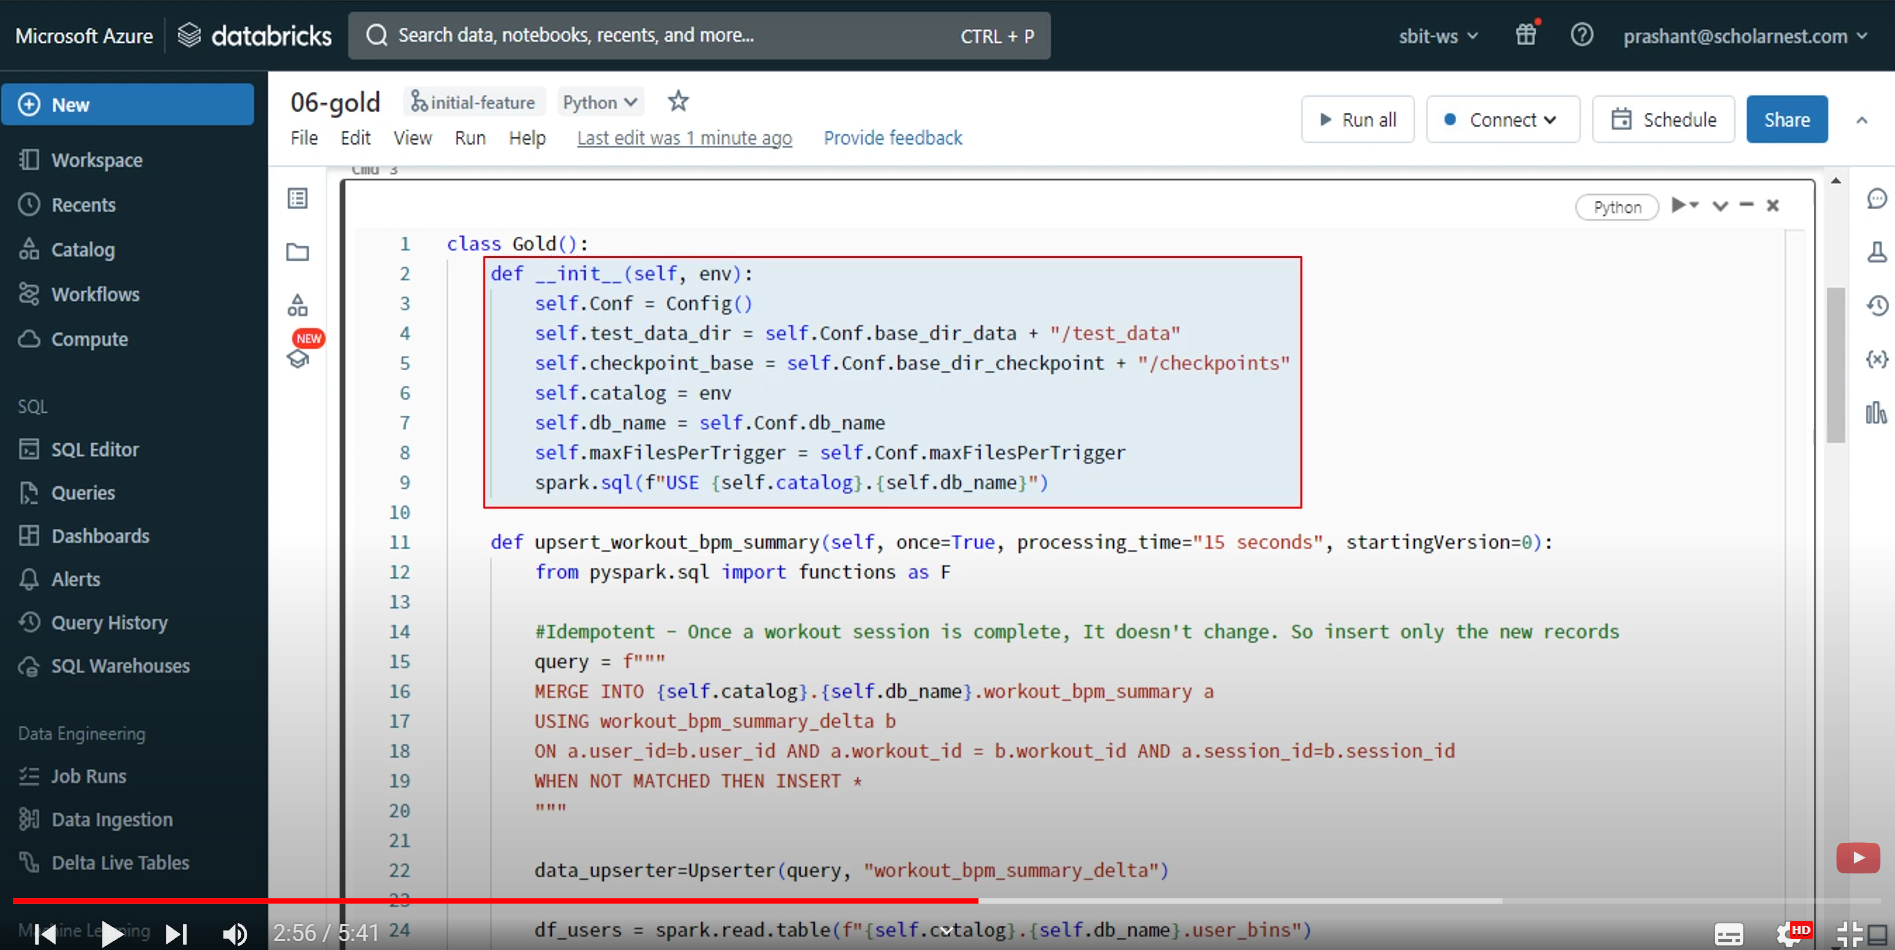 Microsoft Azure
databricks
Search data, notebooks, recents, and more...
CTRL + P
sbit-ws
prashant@scholarnest.com
New
Workspace
Recents
Catalog
Workflows
Compute
SQL
SQL Editor
Queries
Dashboards
Alerts
Query History
SQL Warehouses
Data Engineering
Job Runs
Data Ingestion
Delta Live Tables
Machine Learning
06-gold
initial-feature
Python
File Edit View Run Help
Last edit was 1 minute ago
Provide feedback
Run all
Connect
Schedule
Share
NEW
Cmd 3
Python
1 class Gold():
2 def __init__(self, env):
3 self.Conf = Config()
4 self.test_data_dir = self.Conf.base_dir_data + "/test_data"
5 self.checkpoint_base = self.Conf.base_dir_checkpoint + "/checkpoints"
6 self.catalog = env
7 self.db_name = self.Conf.db_name
8 self.maxFilesPerTrigger = self.Conf.maxFilesPerTrigger
9 spark.sql(f"USE {self.catalog}.{self.db_name}")
10
11 def upsert_workout_bpm_summary(self, once=True, processing_time="15 seconds", startingVersion=0):
12 from pyspark.sql import functions as F
13
14 #Idempotent - Once a workout session is complete, It doesn't change. So insert only the new records
15 query = f"""
16 MERGE INTO {self.catalog}.{self.db_name}.workout_bpm_summary a
17 USING workout_bpm_summary_delta b
18 ON a.user_id=b.user_id AND a.workout_id = b.workout_id AND a.session_id=b.session_id
19 WHEN NOT MATCHED THEN INSERT *
20 """
21
22 data_upserter=Upserter(query, "workout_bpm_summary_delta")
23
24 df_users = spark.read.table(f"{self.catalog}.{self.db_name}.user_bins")
2:56 / 5:41
HD